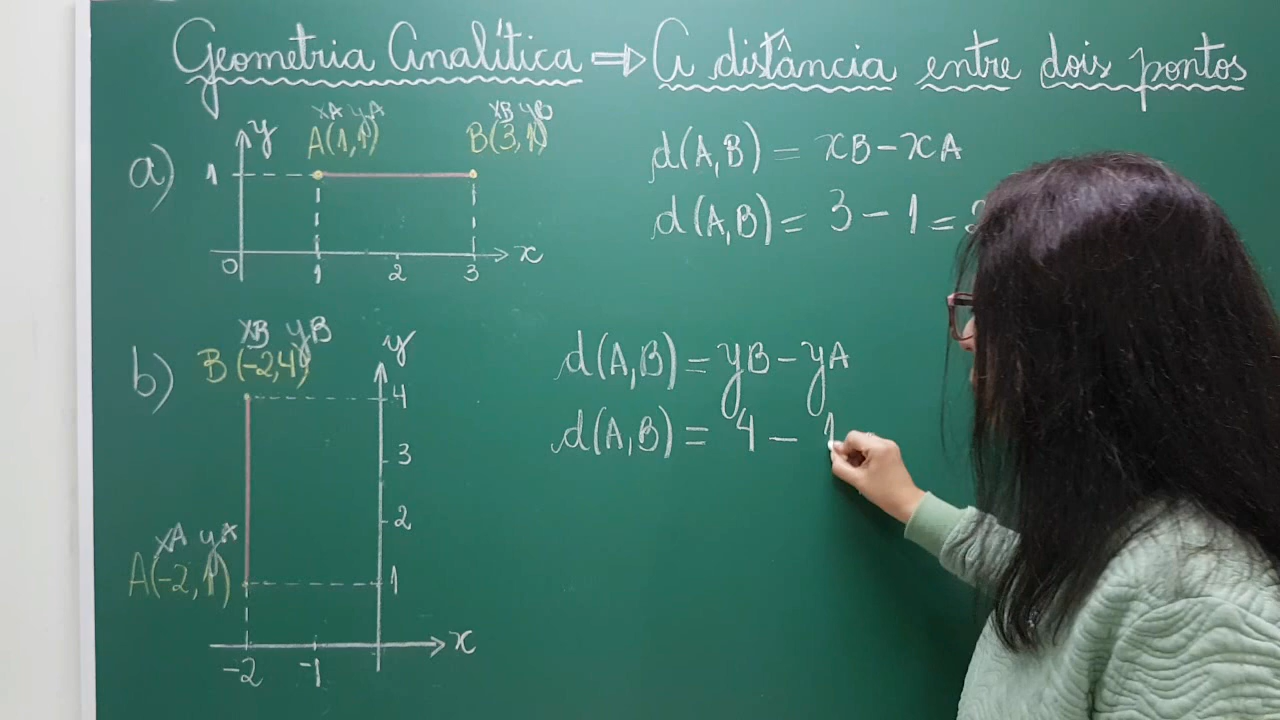 Geometria Analítica ⇒ A distância entre dois pontos
a)
y
xA yA
A(1,1)
xB yB
B(3,1)
1
0 1 2 3 x
d(A,B) = xB - xA
d(A,B) = 3 - 1 = 2
b)
xB yB
B(-2,4)
y
4
3
2
xA yA
A(-2,1)
1
-2 -1 x
d(A,B) = yB - yA
d(A,B) = 4 - 1